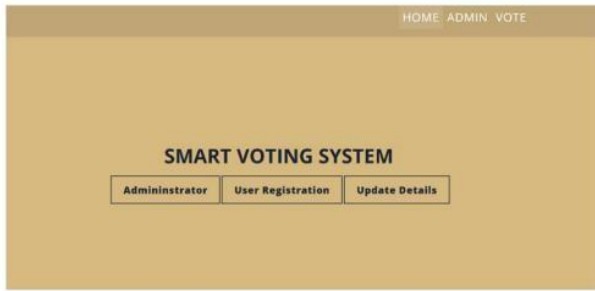 HOME ADMIN VOTE
SMART VOTING SYSTEM
Admininstrator User Registration Update Details